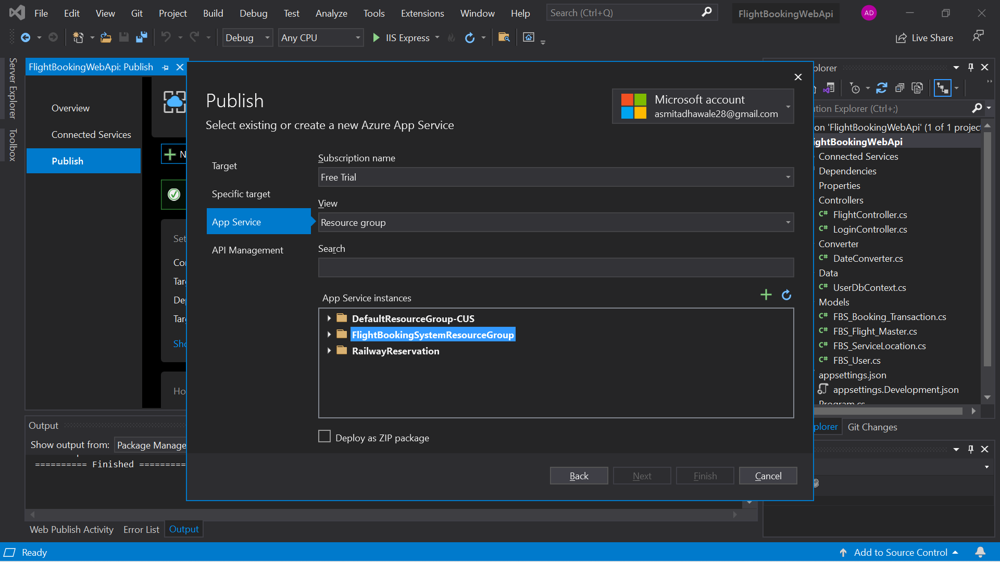 File Edit View Git Project Build Debug Test Analyze Tools Extensions Window Help Search (Ctrl+Q) FlightBookingWebApi AD
Debug Any CPU IIS Express Live Share
Server Explorer
Toolbox
FlightBookingWebApi: Publish
Overview
Connected Services
Publish
N
Set
Con
Tar
De
Tar
Sho
Ho
Publish
Select existing or create a new Azure App Service
Microsoft account
asmitadhawale28@gmail.com
Target
Specific target
App Service
API Management
Subscription name
Free Trial
View
Resource group
Search
App Service instances
DefaultResourceGroup-CUS
FlightBookingSystemResourceGroup
RailwayReservation
Deploy as ZIP package
Back Next Finish Cancel
plorer
tion Explorer (Ctrl+;)
on 'FlightBookingWebApi' (1 of 1 project
ightBookingWebApi
Connected Services
Dependencies
Properties
Controllers
C# FlightController.cs
C# LoginController.cs
Converter
C# DateConverter.cs
Data
C# UserDbContext.cs
Models
C# FBS_Booking_Transaction.cs
C# FBS_Flight_Master.cs
C# FBS_ServiceLocation.cs
C# FBS_User.cs
appsettings.json
appsettings.Development.json
Program.cs
plorer Git Changes
Output
Show output from: Package Manage
========== Finished =========
Web Publish Activity Error List Output
Ready Add to Source Control